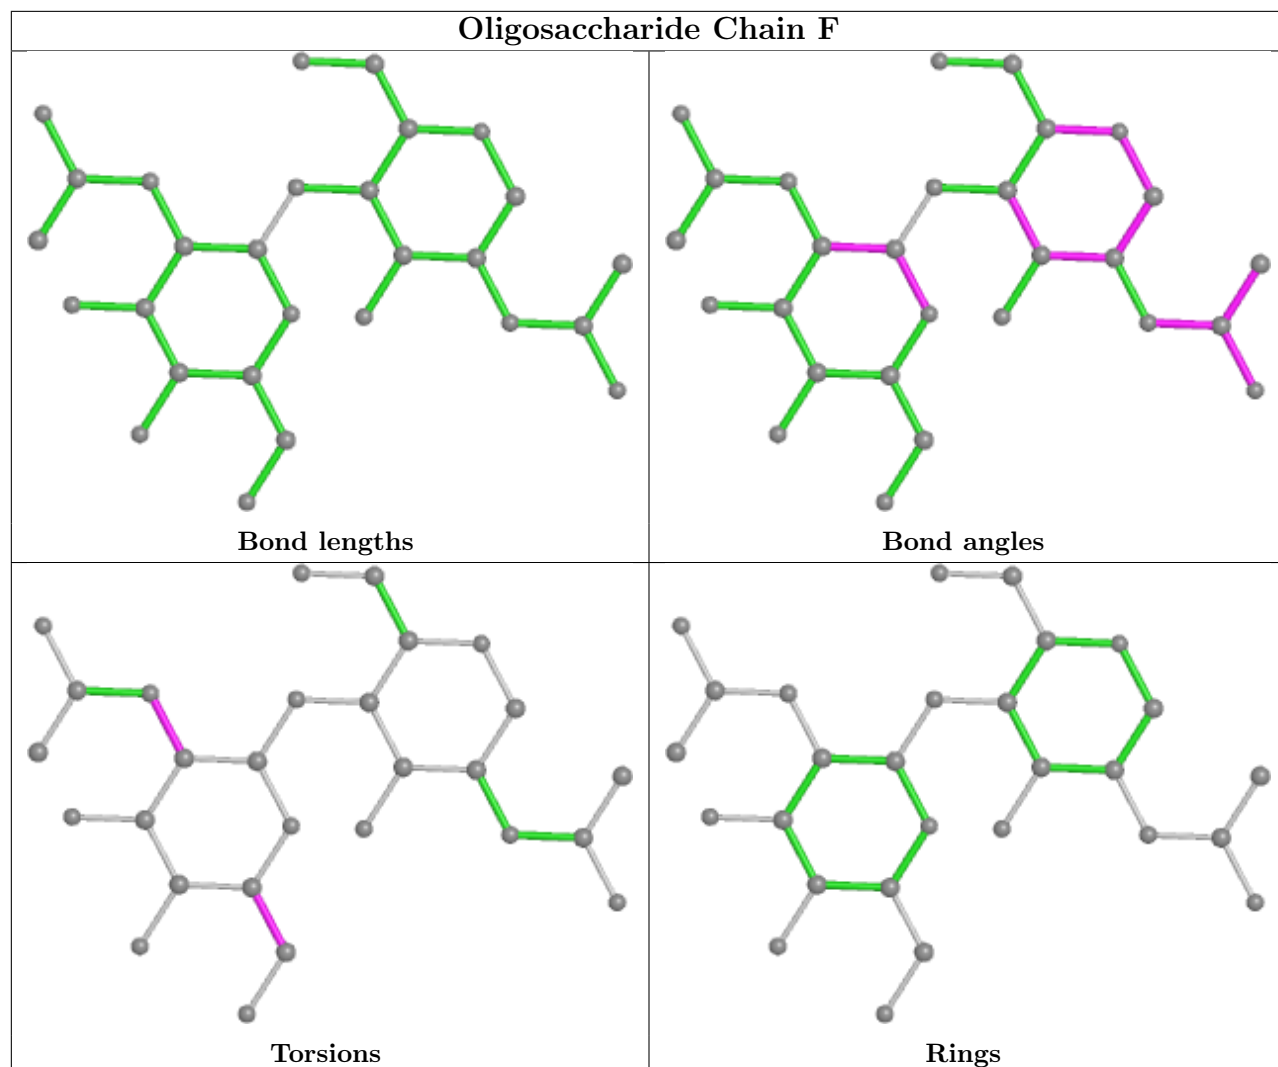 Oligosaccharide Chain F
Bond lengths
Bond angles
Torsions
Rings